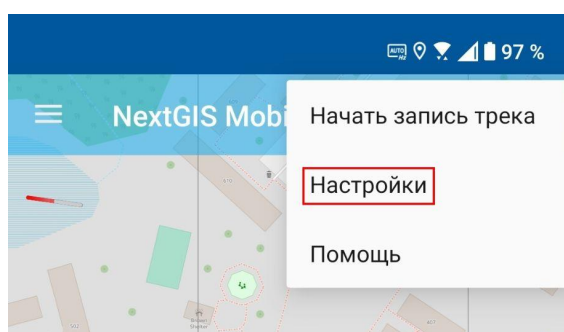 97 %
NextGIS Mobi
Начать запись трека
Настройки
Помощь